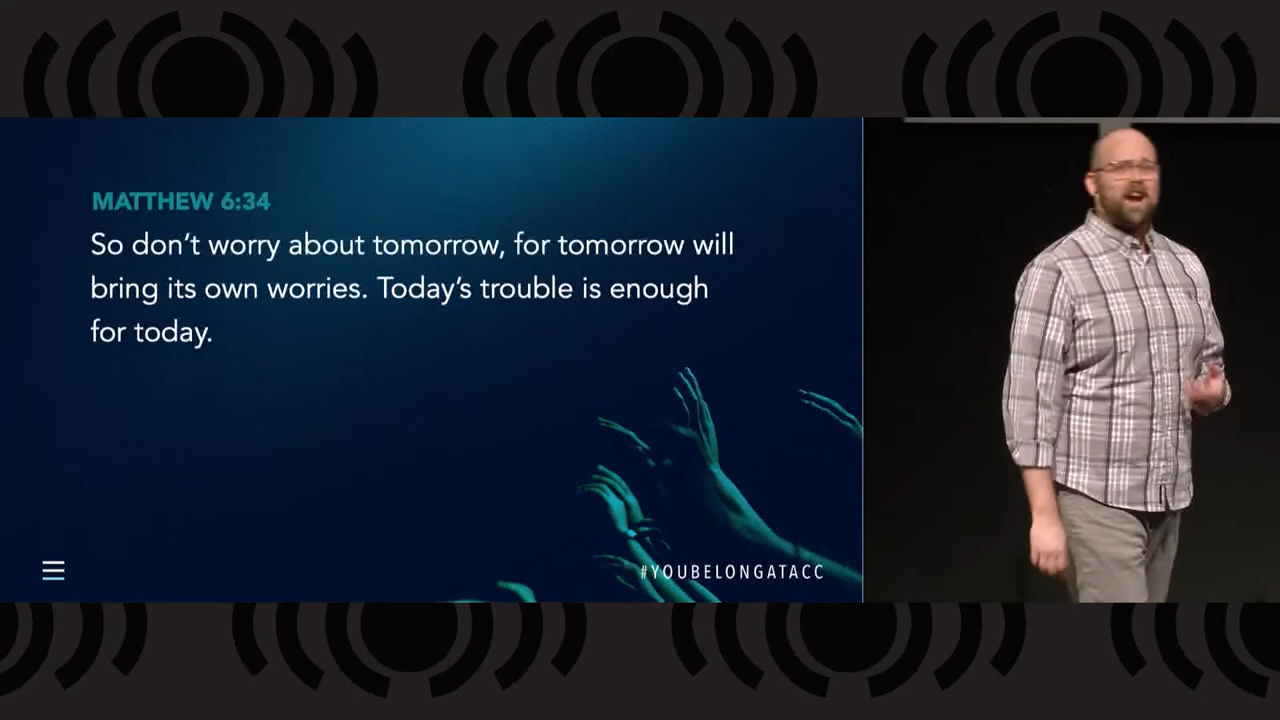 MATTHEW 6:34
So don’t worry about tomorrow, for tomorrow will
bring its own worries. Today’s trouble is enough
for today.
#YOUBELONGATACC